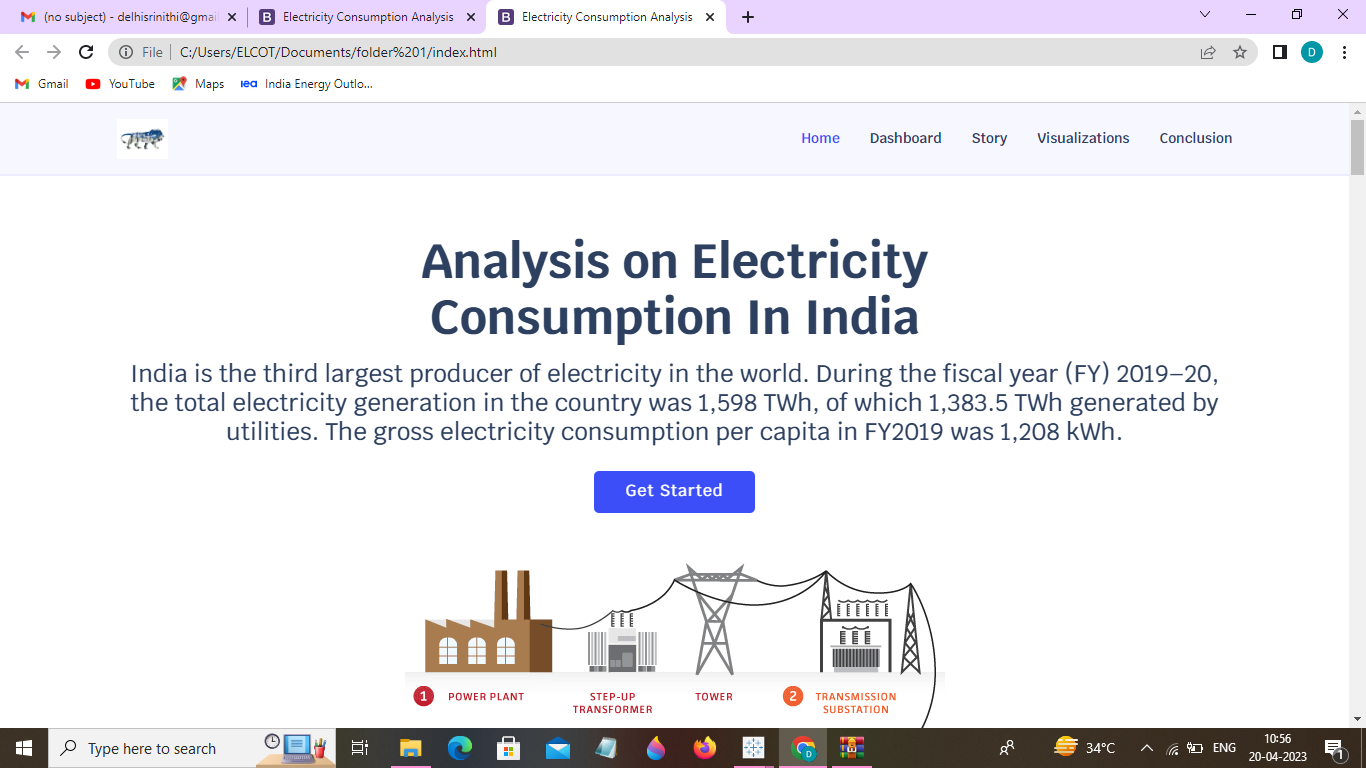 (no subject) - delhisrinithi@gmai
Electricity Consumption Analysis
Electricity Consumption Analysis
File
C:/Users/ELCOT/Documents/folder%201/index.html
D
Gmail
YouTube
Maps
iea
India Energy Outlo...
Home
Dashboard
Story
Visualizations
Conclusion
Analysis on Electricity
Consumption In India
India is the third largest producer of electricity in the world. During the fiscal year (FY) 2019–20,
the total electricity generation in the country was 1,598 TWh, of which 1,383.5 TWh generated by
utilities. The gross electricity consumption per capita in FY2019 was 1,208 kWh.
Get Started
1 POWER PLANT
STEP-UP
TRANSFORMER
TOWER
2 TRANSMISSION
SUBSTATION
Type here to search
D
34°C
ENG
10:56
20-04-2023
1